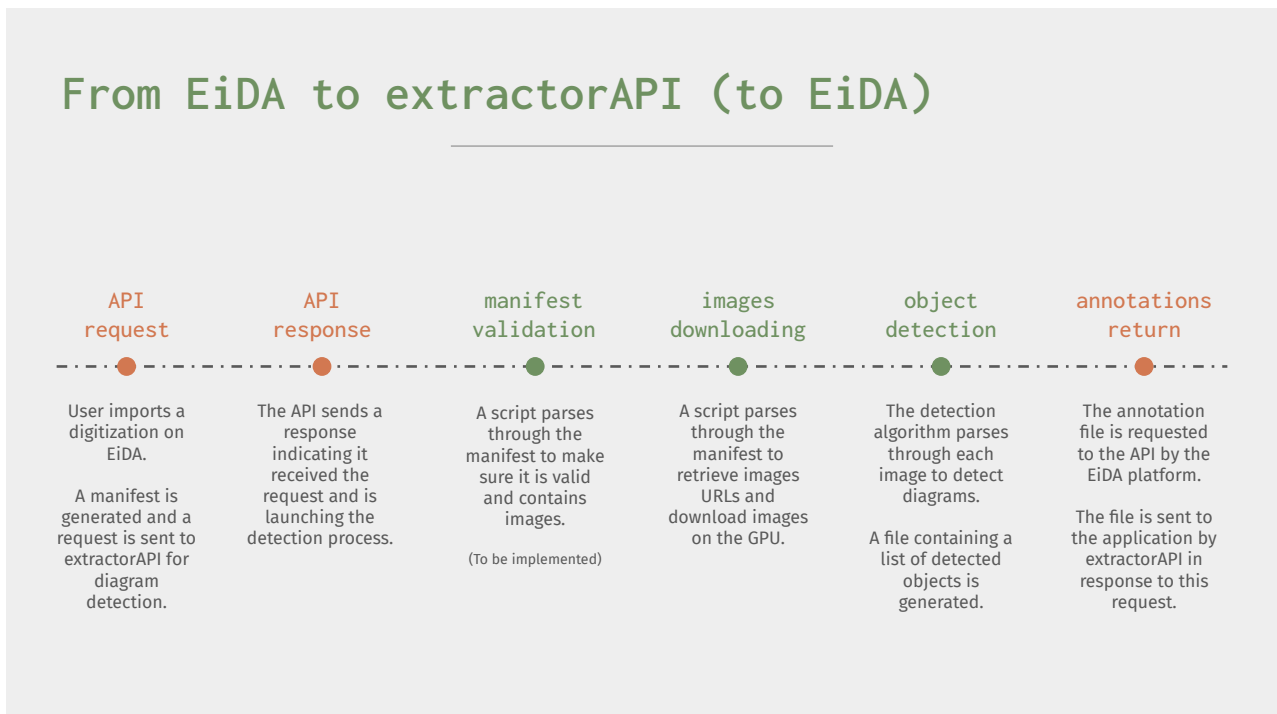 From EiDA to extractorAPI (to EiDA)
API
request
User imports a
digitization on
EiDA.
A manifest is
generated and a
request is sent to
extractorAPI for
diagram
detection.
API
response
The API sends a
response
indicating it
received the
request and is
launching the
detection process.
manifest
validation
A script parses
through the
manifest to make
sure it is valid
and contains
images.
(To be implemented)
images
downloading
A script parses
through the
manifest to
retrieve images
URLs and
download images
on the GPU.
object
detection
The detection
algorithm parses
through each
image to detect
diagrams.
A file containing a
list of detected
objects is
generated.
annotations
return
The annotation
file is requested
to the API by the
EiDA platform.
The file is sent to
the application by
extractorAPI in
response to this
request.